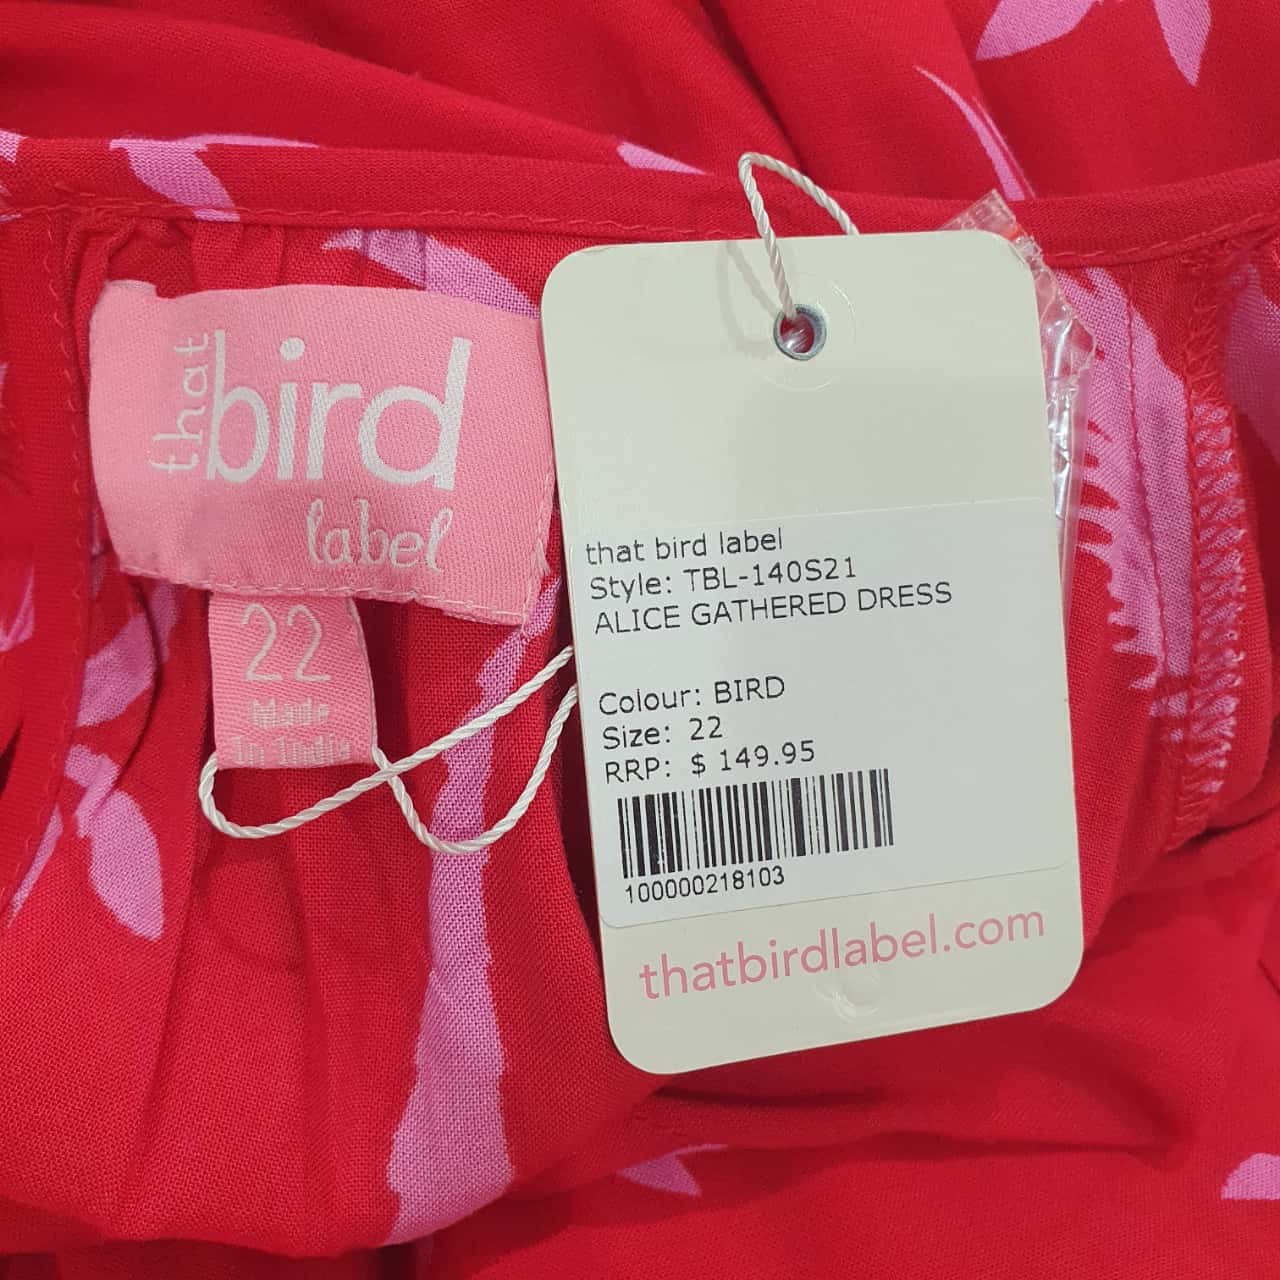 that
bird
label
22
Made
In India
that bird label
Style: TBL-140S21
ALICE GATHERED DRESS
Colour: BIRD
Size: 22
RRP: $ 149.95
100000218103
thatbirdlabel.com